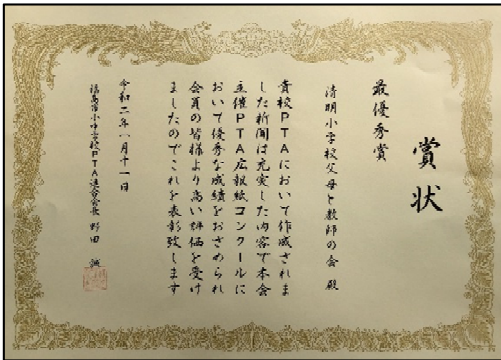 賞状
最優秀賞
清明小学校父母と教師の会 殿
貴校PTAにおいて作成されま
した新聞は充実した内容で本会
主催PTA広報紙コンクールに
おいて優秀な成績をおさめられ
会員の皆様より高い評価を受け
ましたのでこれを表彰致します
令和二年八月十一日
福島市小中学校PTA連合会長 野田